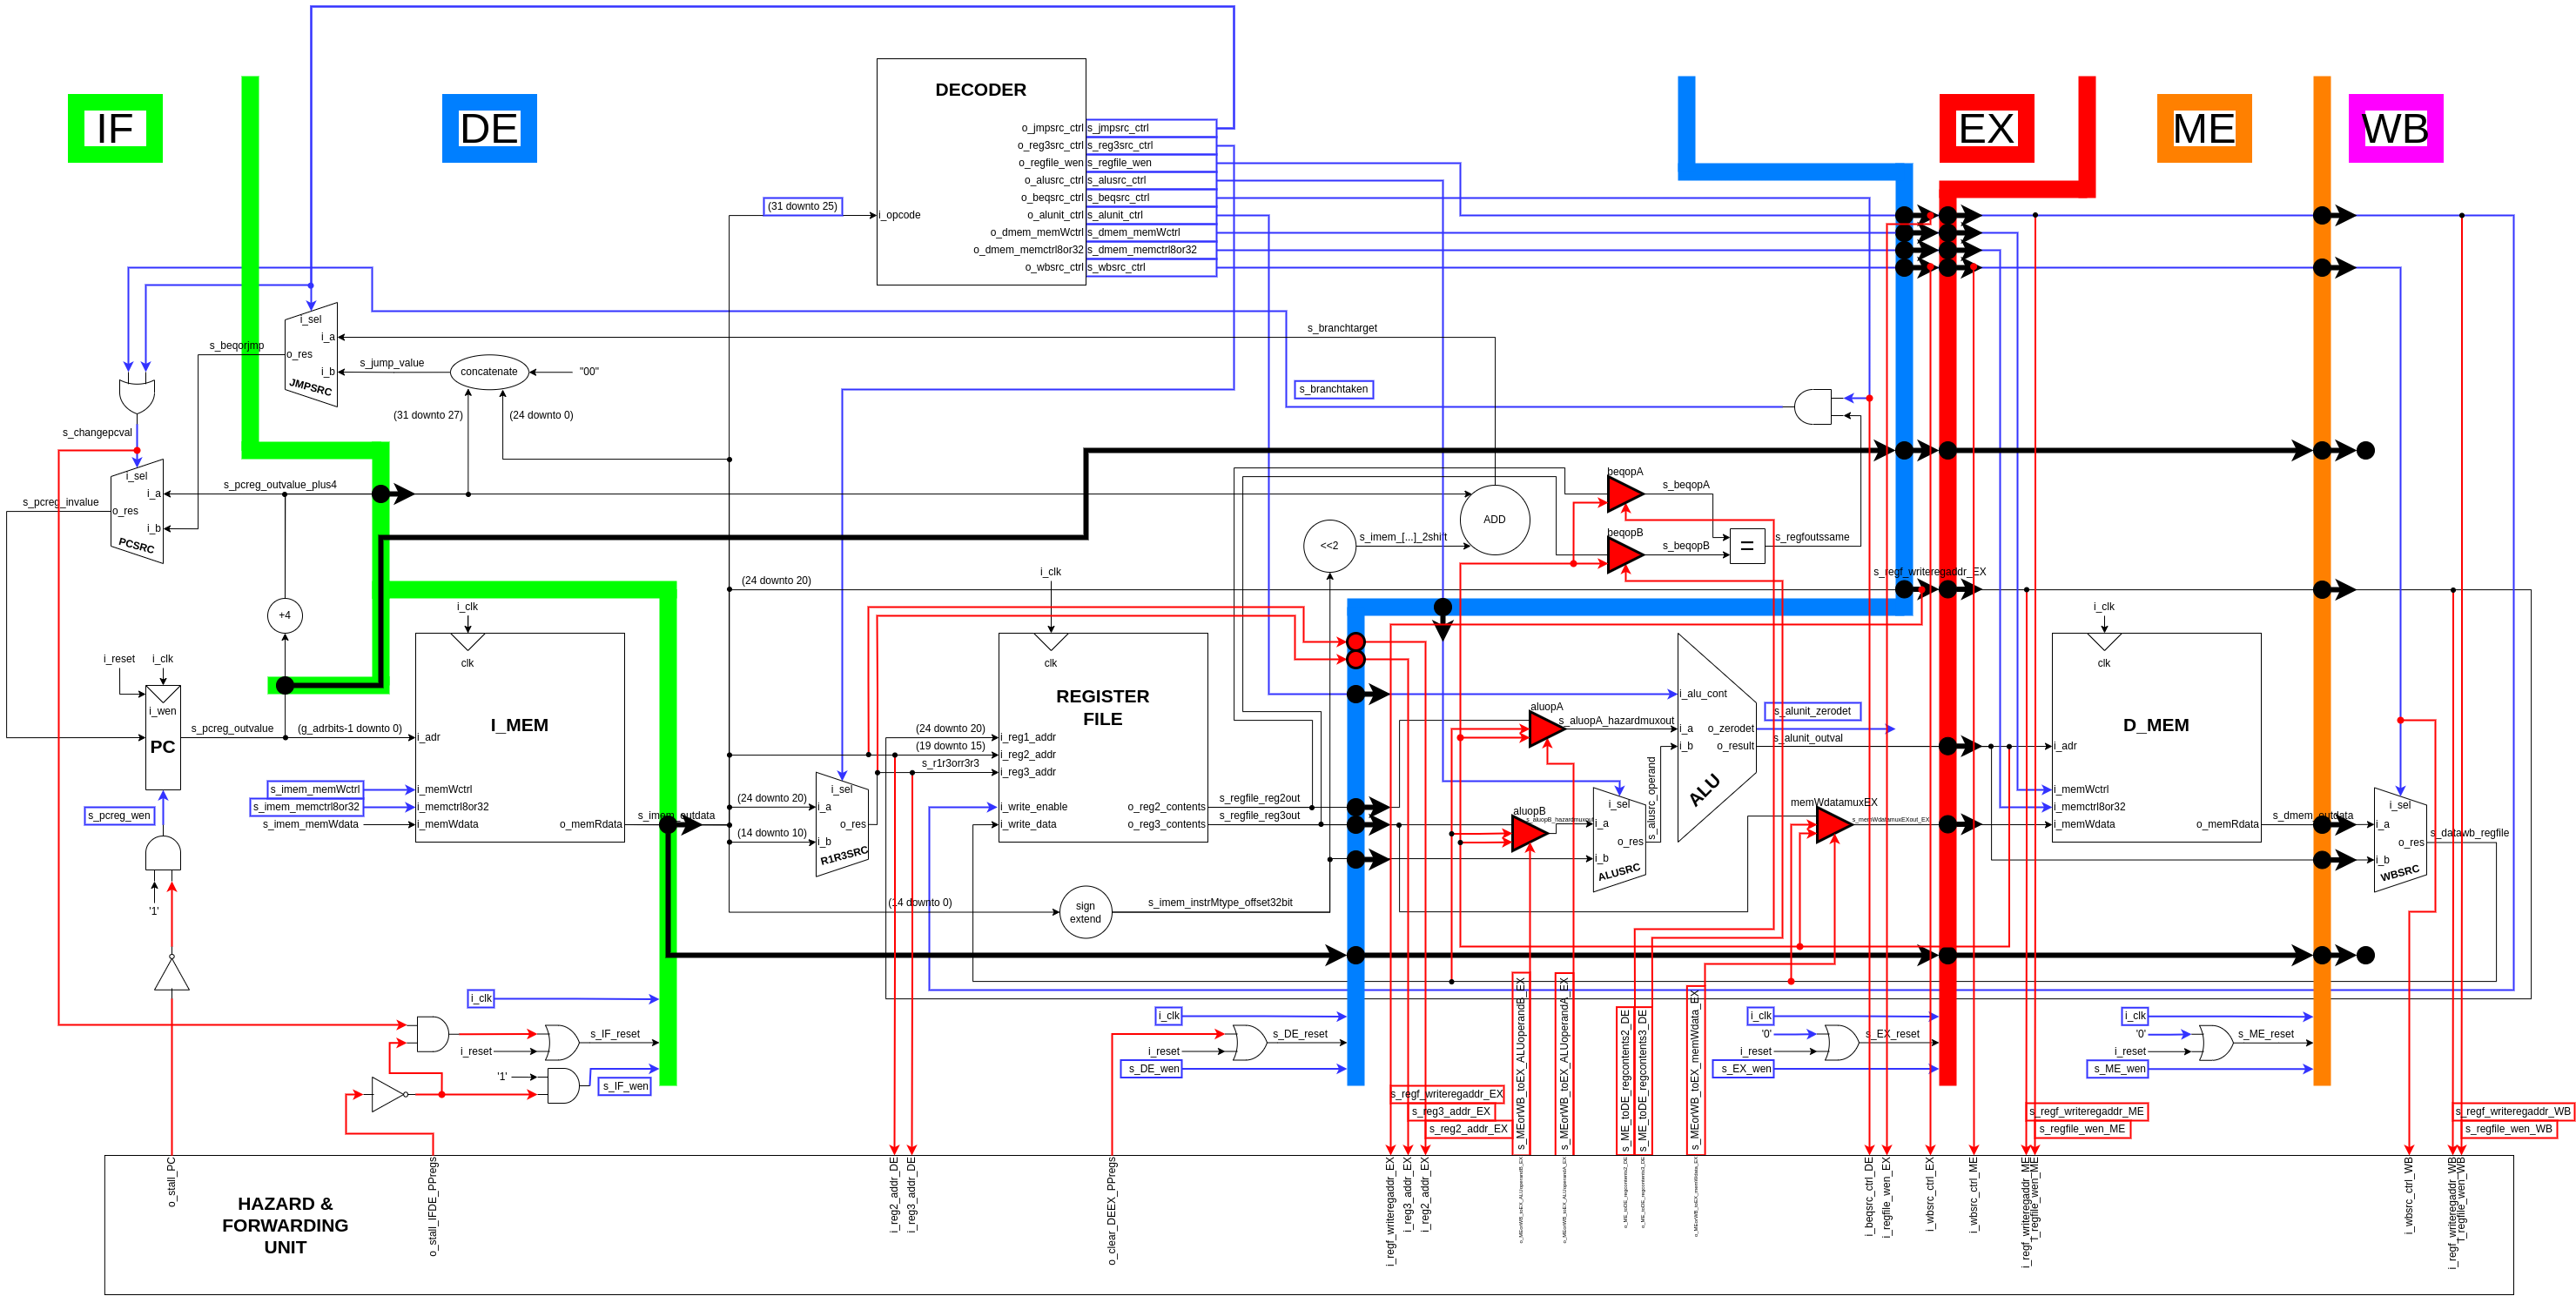 IF
DE
EX
ME
WB
DECODER
o_jmpsrc_ctrl
s_jmpsrc_ctrl
o_reg3src_ctrl
s_reg3src_ctrl
o_regfile_wen
s_regfile_wen
o_alusrc_ctrl
s_alusrc_ctrl
o_beqsrc_ctrl
s_beqsrc_ctrl
(31 downto 25)
i_opcode
o_alunit_ctrl
s_alunit_ctrl
o_dmem_memWctrl
s_dmem_memWctrl
o_dmem_memctrl8or32
s_dmem_memctrl8or32
o_wbsrc_ctrl
s_wbsrc_ctrl
i_sel
i_a
o_res
i_b
JMPSRC
s_beqorjmp
s_jump_value
concatenate
"00"
(31 downto 27)
(24 downto 0)
s_branchtarget
s_branchtaken
s_changepcval
i_sel
i_a
o_res
i_b
PCSRC
s_pcreg_outvalue_plus4
s_pcreg_invalue
beqopA
s_beqopA
beqopB
s_beqopB
=
s_regfoutssame
ADD
<<2
s_imem_[...]_2shift
(24 downto 20)
s_regf_writeregaddr_EX
+4
i_clk
clk
I_MEM
i_adr
i_memWctrl
i_memctrl8or32
i_memWdata
o_memRdata
s_imem_memWctrl
s_imem_memctrl8or32
s_imem_memWdata
s_imem_outdata
i_reset
i_clk
i_wen
PC
s_pcreg_outvalue
(g_adrbits-1 downto 0)
s_pcreg_wen
'1'
i_clk
clk
REGISTER
FILE
(24 downto 20)
i_reg1_addr
(19 downto 15)
i_reg2_addr
s_r1r3orr3r3
i_reg3_addr
i_write_enable
i_write_data
o_reg2_contents
o_reg3_contents
s_regfile_reg2out
s_regfile_reg3out
(24 downto 20)
(14 downto 10)
i_sel
i_a
o_res
i_b
R1R3SRC
(14 downto 0)
sign
extend
s_imem_instrMtype_offset32bit
aluopA
s_aluopA_hazardmuxout
aluopB
s_aluopB_hazardmuxout
i_sel
i_a
o_res
i_b
ALUSRC
s_alusrc_operand
i_alu_cont
i_a
i_b
o_zerodet
o_result
ALU
s_alunit_zerodet
s_alunit_outval
memWdatamuxEX
s_memWdatamuxEXout_EX
i_clk
clk
D_MEM
i_adr
i_memWctrl
i_memctrl8or32
i_memWdata
o_memRdata
s_dmem_outdata
i_sel
i_a
o_res
i_b
WBSRC
s_datawb_regfile
i_clk
i_reset
s_IF_reset
'1'
s_IF_wen
i_clk
i_reset
s_DE_reset
s_DE_wen
i_clk
'0'
i_reset
s_EX_reset
s_EX_wen
i_clk
'0'
i_reset
s_ME_reset
s_ME_wen
s_regf_writeregaddr_EX
s_reg3_addr_EX
s_reg2_addr_EX
s_MEorWB_toEX_ALUoperandB_EX
s_MEorWB_toEX_ALUoperandA_EX
s_ME_toDE_regcontents2_DE
s_ME_toDE_regcontents3_DE
s_MEorWB_toEX_memWdata_EX
s_regf_writeregaddr_ME
s_regfile_wen_ME
s_regf_writeregaddr_WB
s_regfile_wen_WB
HAZARD &
FORWARDING
UNIT
o_stall_PC
o_stall_IFDE_PPregs
i_reg2_addr_DE
i_reg3_addr_DE
o_clear_DEEX_PPregs
i_regf_writeregaddr_EX
i_reg3_addr_EX
i_reg2_addr_EX
o_MEorWB_toEX_ALUoperandB_EX
o_MEorWB_toEX_ALUoperandA_EX
o_ME_toDE_regcontents2_DE
o_ME_toDE_regcontents3_DE
o_MEorWB_toEX_memWdata_EX
i_beqsrc_ctrl_DE
i_regfile_wen_EX
i_wbsrc_ctrl_EX
i_wbsrc_ctrl_ME
i_regf_writeregaddr_ME
i_regfile_wen_ME
i_wbsrc_ctrl_WB
i_regf_writeregaddr_WB
i_regfile_wen_WB